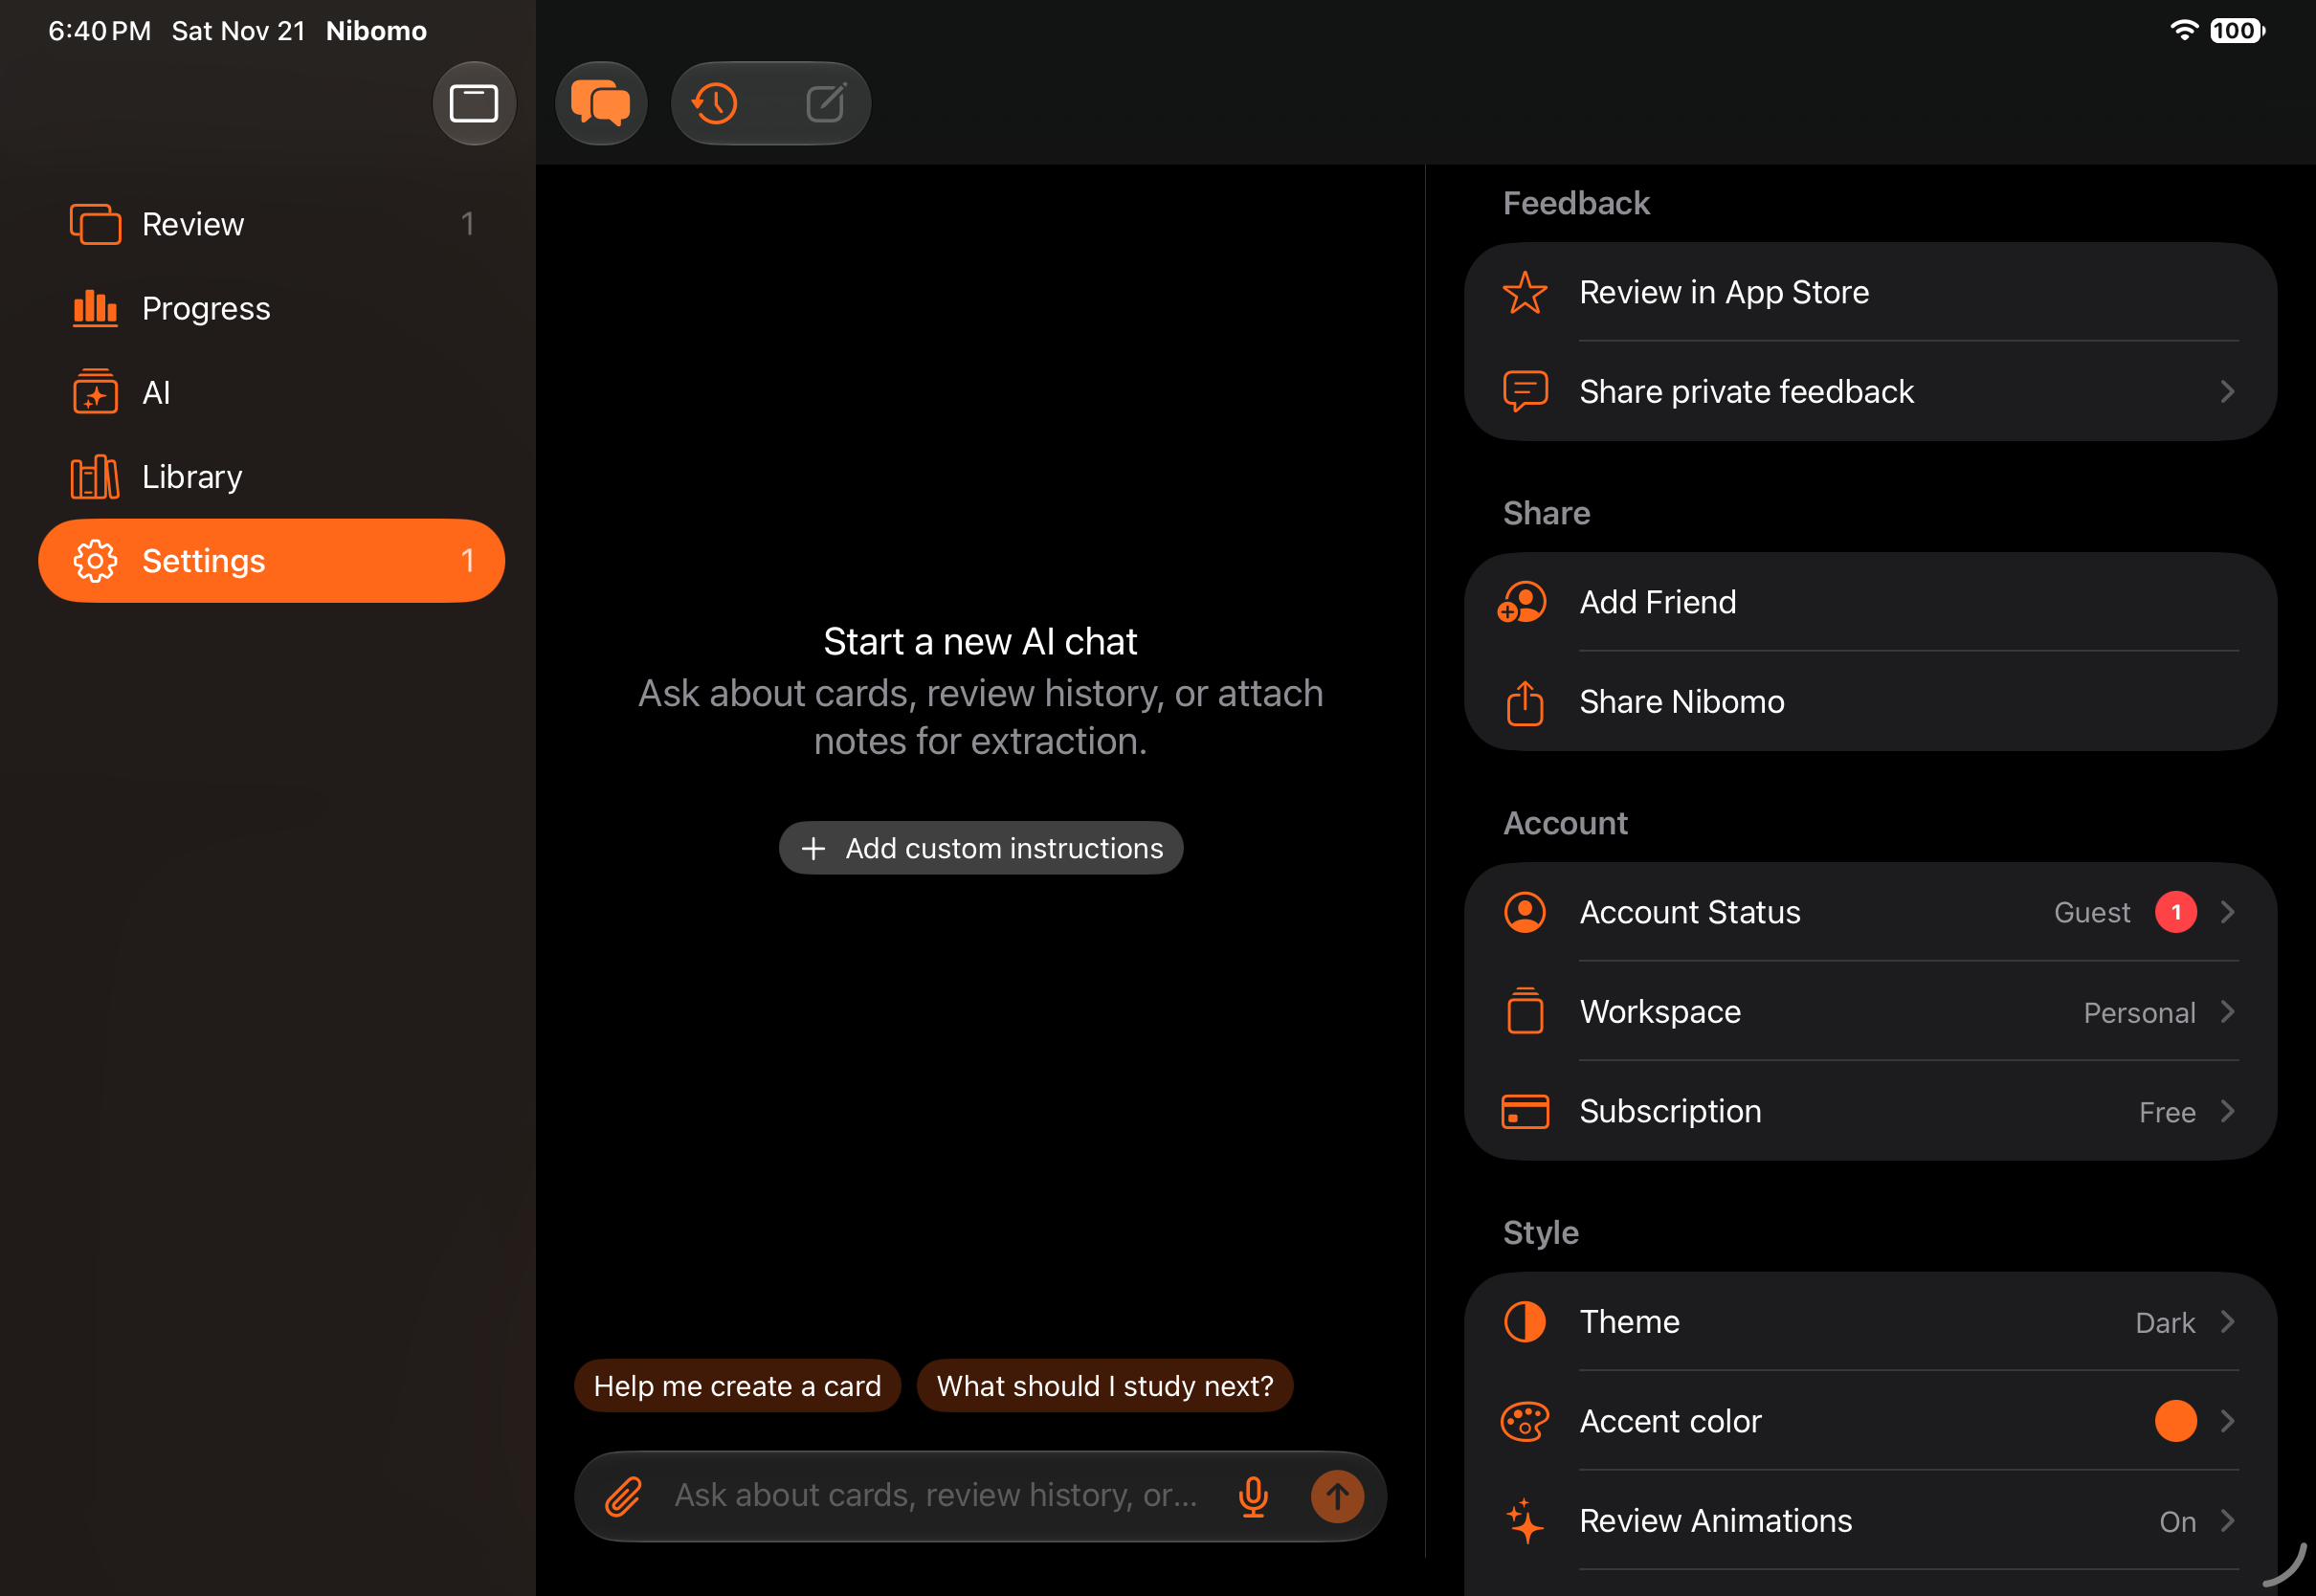 6:40 PM Sat Nov 21 Nibomo
100
Review 1
Progress
AI
Library
Settings 1
Start a new AI chat
Ask about cards, review history, or attach
notes for extraction.
+ Add custom instructions
Help me create a card
What should I study next?
Ask about cards, review history, or...
Feedback
Review in App Store
Share private feedback
Share
Add Friend
Share Nibomo
Account
Account Status Guest 1
Workspace Personal
Subscription Free
Style
Theme Dark
Accent color
Review Animations On